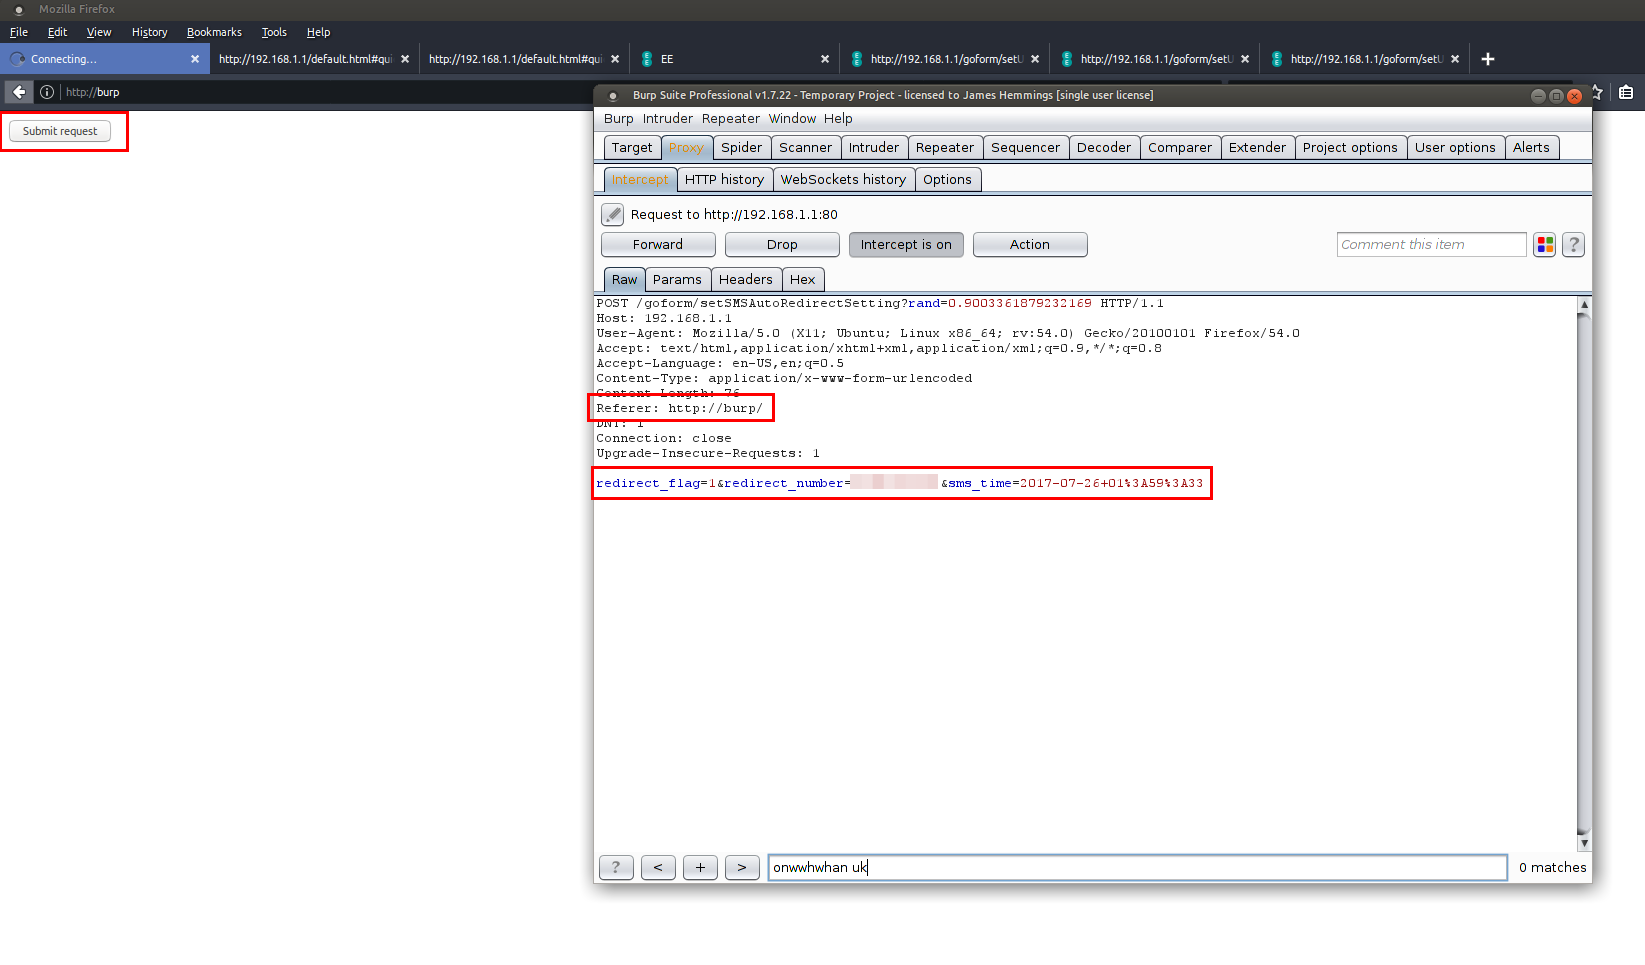 Mozilla Firefox
File Edit View History Bookmarks Tools Help
Connecting... http://192.168.1.1/default.html#qui http://192.168.1.1/default.html#qui EE http://192.168.1.1/goform/setU http://192.168.1.1/goform/setU http://192.168.1.1/goform/setU
http://burp
Submit request
Burp Suite Professional v1.7.22 - Temporary Project - licensed to James Hemmings [single user license]
Burp Intruder Repeater Window Help
Target Proxy Spider Scanner Intruder Repeater Sequencer Decoder Comparer Extender Project options User options Alerts
Intercept HTTP history WebSockets history Options
Request to http://192.168.1.1:80
Forward Drop Intercept is on Action Comment this item ?
Raw Params Headers Hex
POST /goform/setSMSAutoRedirectSetting?rand=0.9003361879232169 HTTP/1.1
Host: 192.168.1.1
User-Agent: Mozilla/5.0 (X11; Ubuntu; Linux x86_64; rv:54.0) Gecko/20100101 Firefox/54.0
Accept: text/html,application/xhtml+xml,application/xml;q=0.9,*/*;q=0.8
Accept-Language: en-US,en;q=0.5
Content-Type: application/x-www-form-urlencoded
Content-Length: 76
Referer: http://burp/
DNT: 1
Connection: close
Upgrade-Insecure-Requests: 1
redirect_flag=1&redirect_number= &sms_time=2017-07-26+01%3A59%3A33
? < + > onwwhwhan uk 0 matches